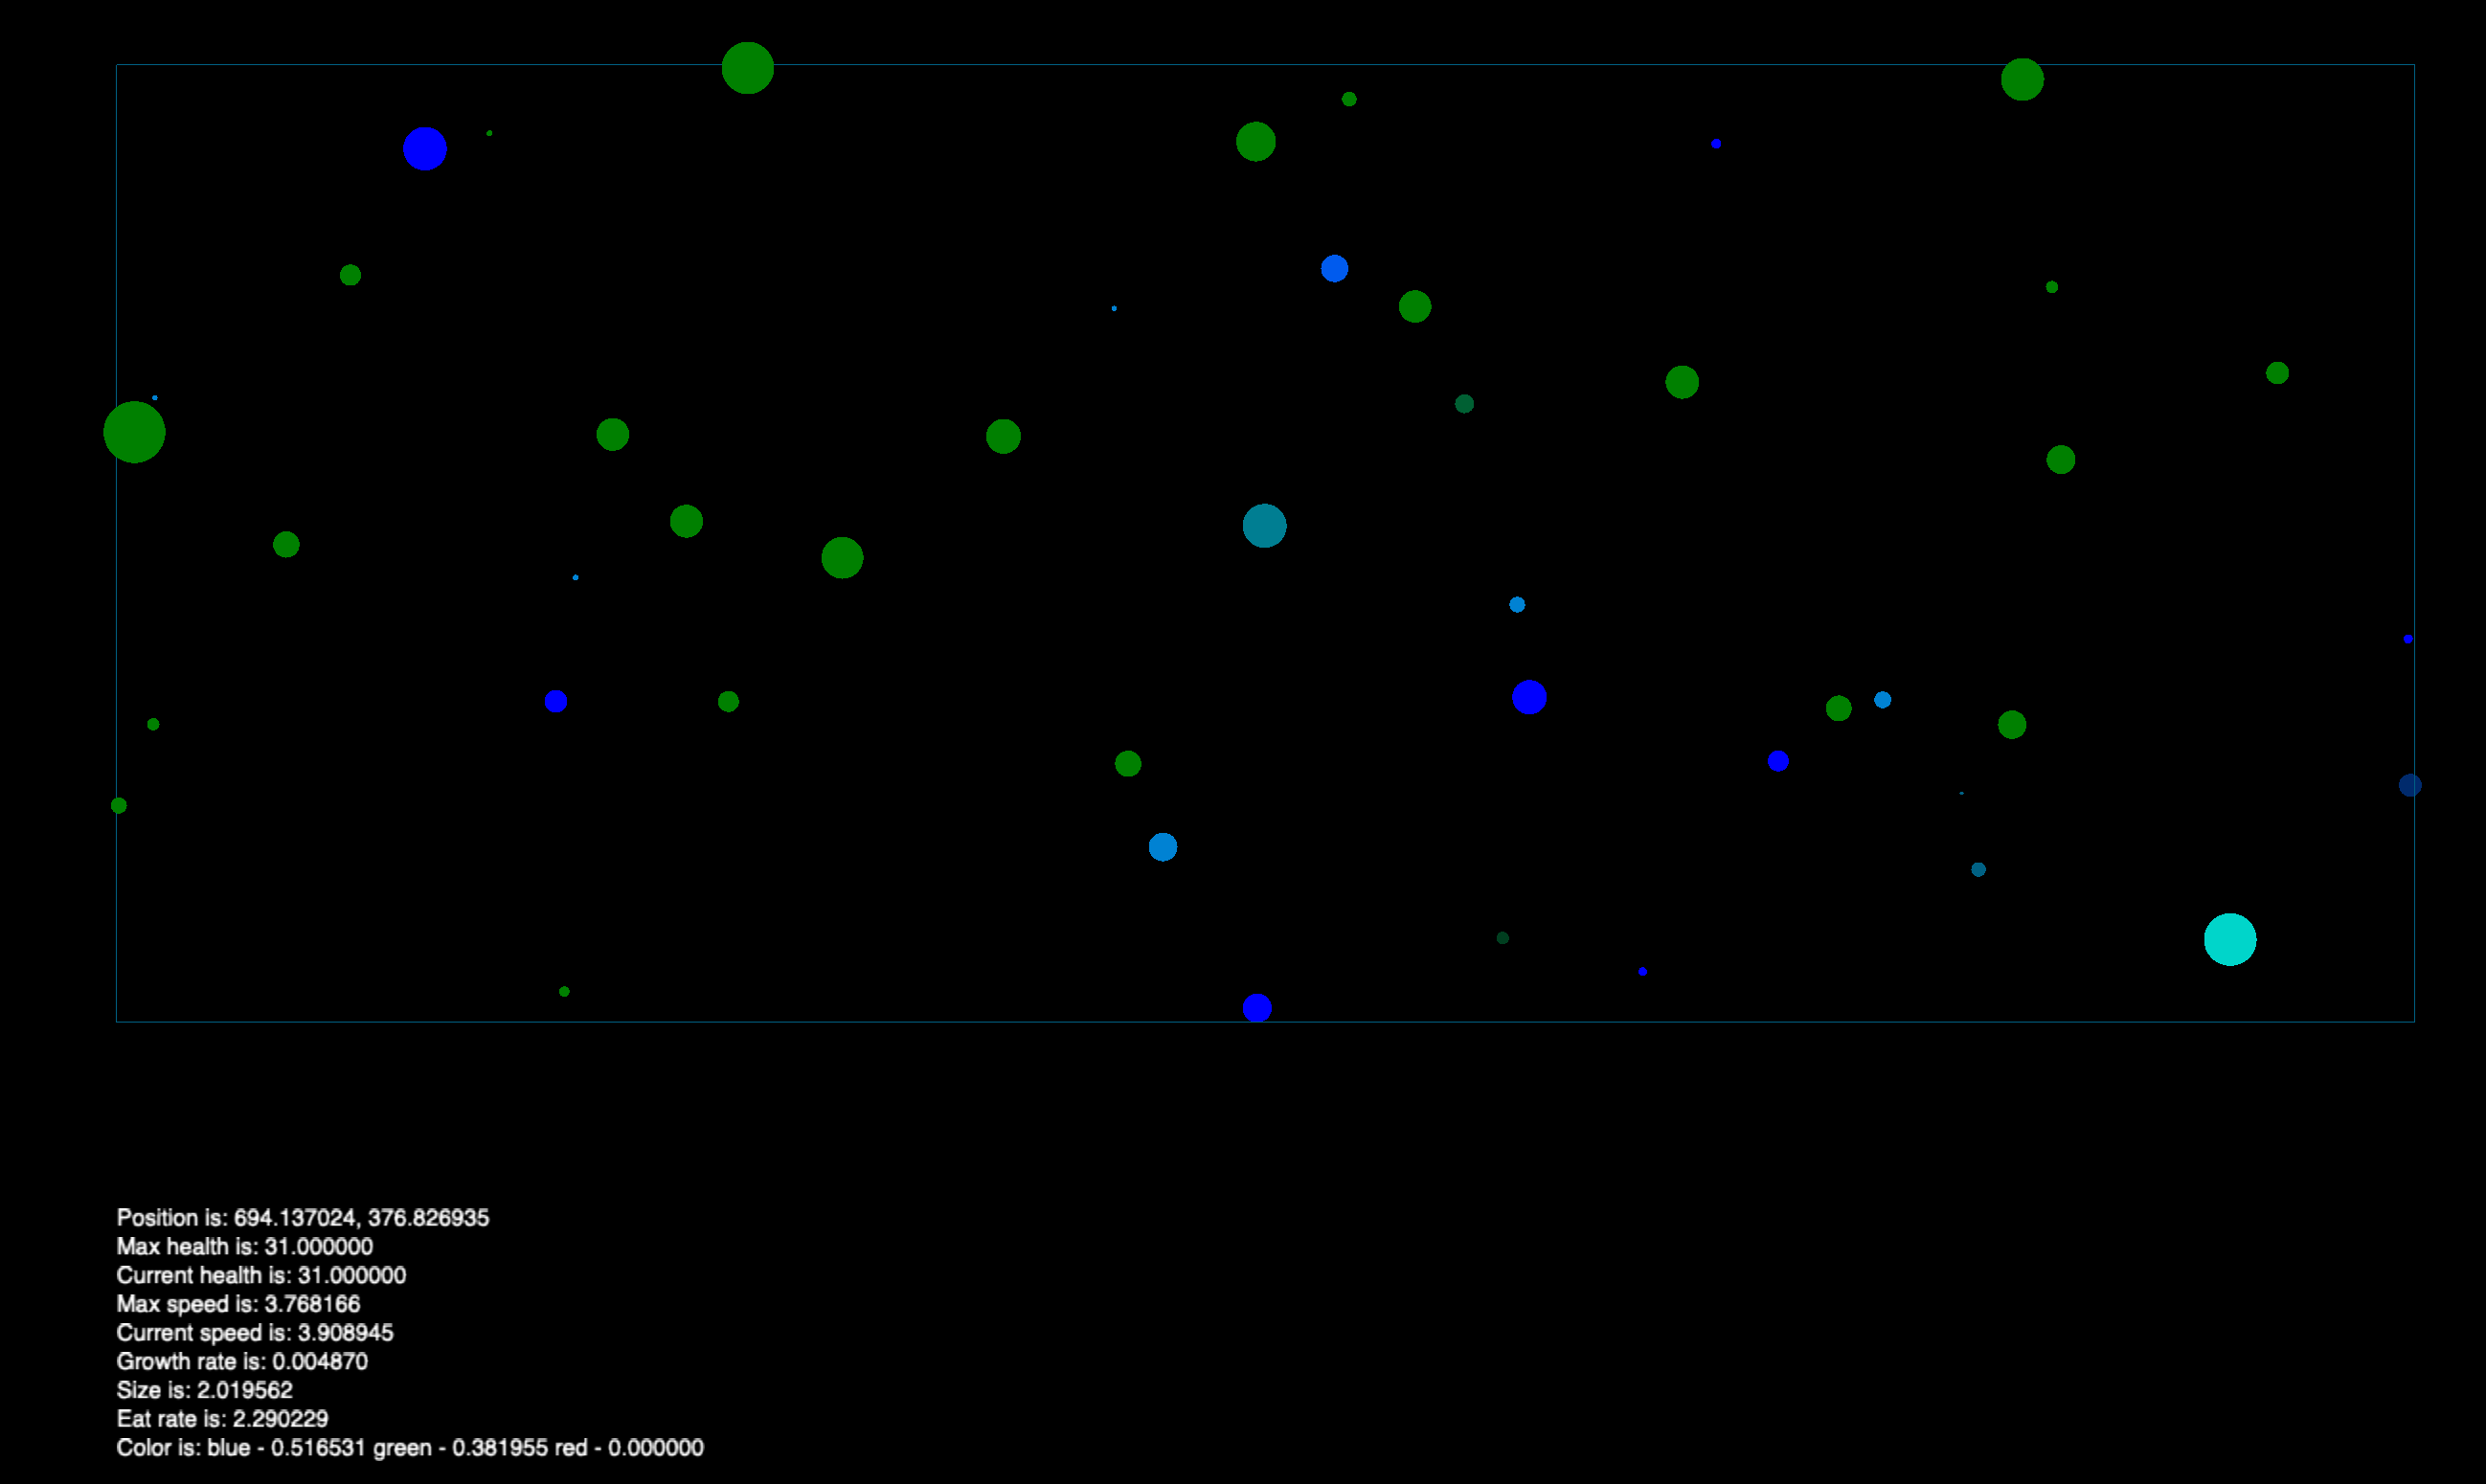 Position is: 694.137024, 376.826935
Max health is: 31.000000
Current health is: 31.000000
Max speed is: 3.768166
Current speed is: 3.908945
Growth rate is: 0.004870
Size is: 2.019562
Eat rate is: 2.290229
Color is: blue - 0.516531 green - 0.381955 red - 0.000000